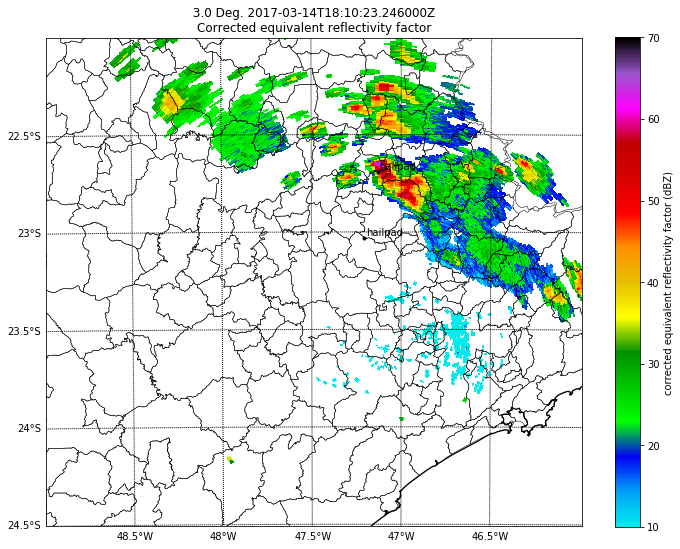 3.0 Deg. 2017-03-14T18:10:23.246000Z
Corrected equivalent reflectivity factor
70
60
50
40
30
20
10
corrected equivalent reflectivity factor (dBZ)
22.5°S
23°S
23.5°S
24°S
24.5°S
hailpad
hailpad
48.5°W
48°W
47.5°W
47°W
46.5°W